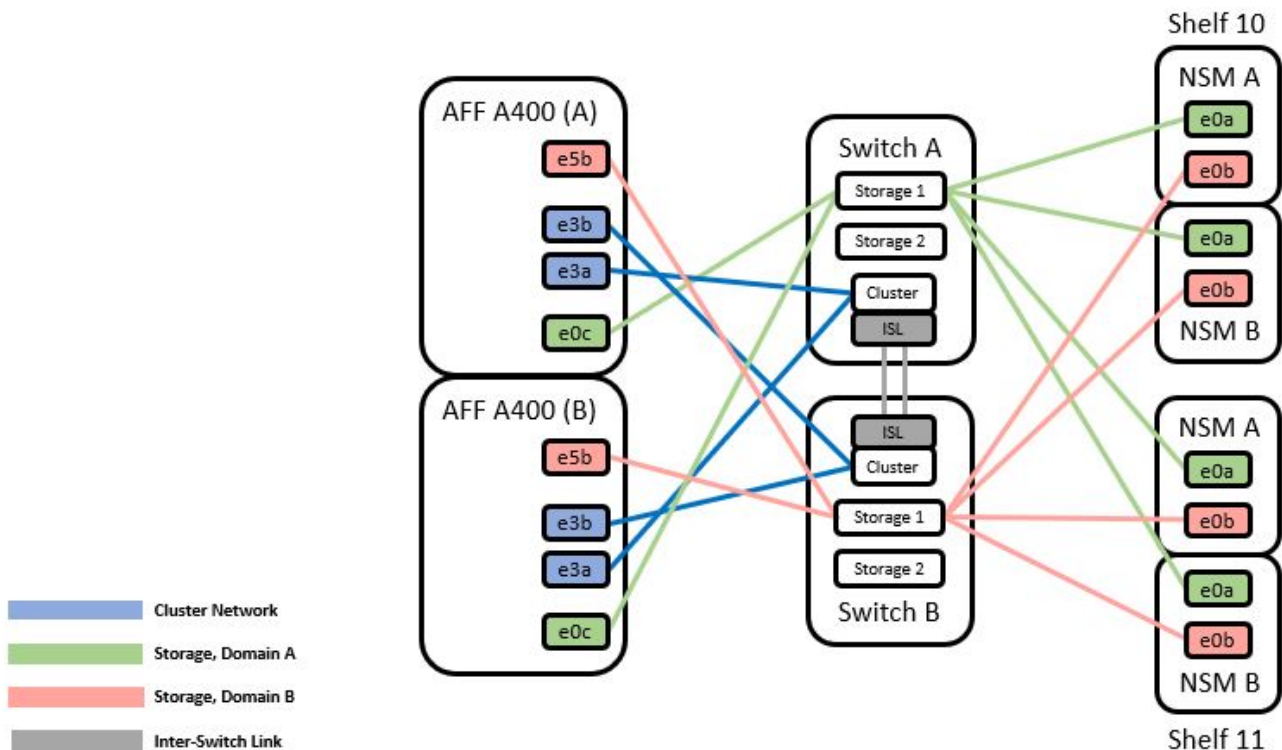 Shelf 10
NSM A
e0a
e0b
e0a
e0b
NSM B
AFF A400 (A)
e5b
e3b
e3a
e0c
Switch A
Storage 1
Storage 2
Cluster
ISL
AFF A400 (B)
e5b
e3b
e3a
e0c
ISL
Cluster
Storage 1
Storage 2
Switch B
NSM A
e0a
e0b
e0a
e0b
NSM B
Shelf 11
Cluster Network
Storage, Domain A
Storage, Domain B
Inter-Switch Link